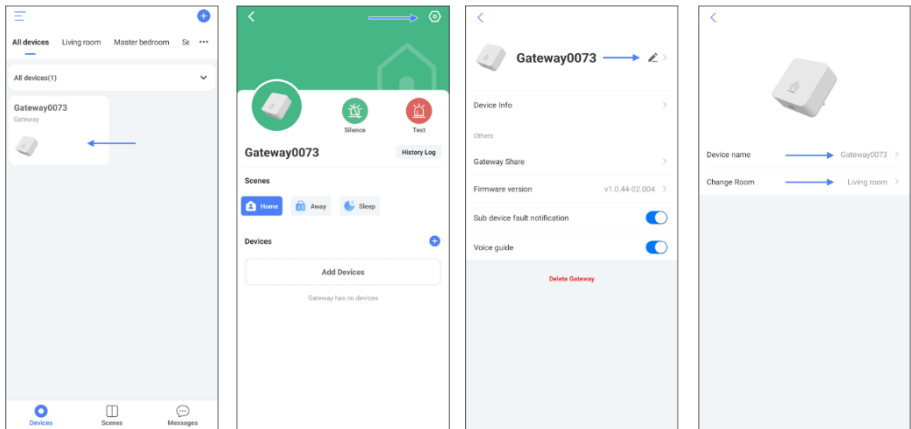 All devices Living room Master bedroom Sr
All devices(1)
Gateway0073
Gateway
Devices Scenes Messages
Silence Test
Gateway0073 History Log
Scenes
Home Away Sleep
Devices
Add Devices
Gateway has no devices
Gateway0073
Device Info
Others
Gateway Share
Firmware version v1.0.44-02.004
Sub device fault notification
Voice guide
Delete Gateway
Device name Gateway0073
Change Room Living room